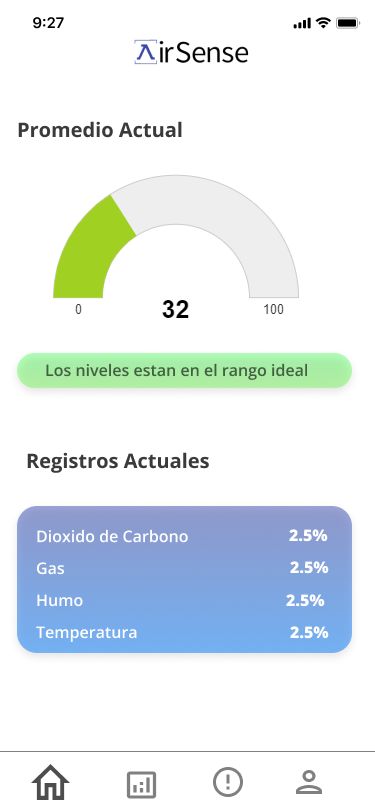 9:27
AirSense
Promedio Actual
0
32
100
Los niveles estan en el rango ideal
Registros Actuales
Dioxido de Carbono 2.5%
Gas 2.5%
Humo 2.5%
Temperatura 2.5%